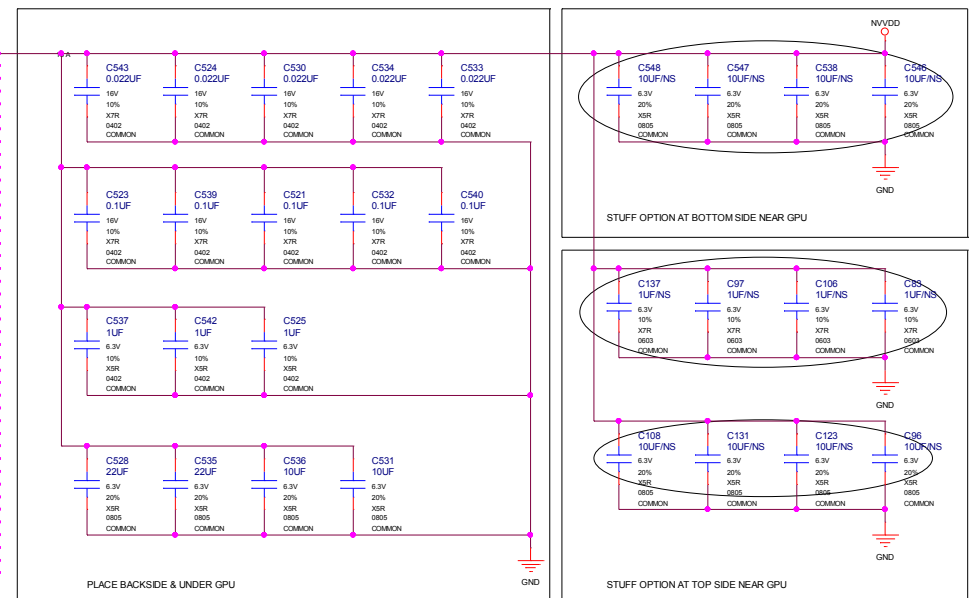 NVVDD
C543
0.022UF
16V
10%
X7R
0402
COMMON
C524
0.022UF
16V
10%
X7R
0402
COMMON
C530
0.022UF
16V
10%
X7R
0402
COMMON
C534
0.022UF
16V
10%
X7R
0402
COMMON
C533
0.022UF
16V
10%
X7R
0402
COMMON
C523
0.1UF
16V
10%
X7R
0402
COMMON
C539
0.1UF
16V
10%
X7R
0402
COMMON
C521
0.1UF
16V
10%
X7R
0402
COMMON
C532
0.1UF
16V
10%
X7R
0402
COMMON
C540
0.1UF
16V
10%
X7R
0402
COMMON
C537
1UF
6.3V
10%
X5R
0402
COMMON
C542
1UF
6.3V
10%
X5R
0402
COMMON
C525
1UF
6.3V
10%
X5R
0402
COMMON
C528
22UF
6.3V
20%
X5R
0805
COMMON
C535
22UF
6.3V
20%
X5R
0805
COMMON
C536
10UF
6.3V
20%
X5R
0805
COMMON
C531
10UF
6.3V
20%
X5R
0805
COMMON
GND
PLACE BACKSIDE & UNDER GPU
C548
10UF/NS
6.3V
20%
X5R
0805
COMMON
C547
10UF/NS
6.3V
20%
X5R
0805
COMMON
C538
10UF/NS
6.3V
20%
X5R
0805
COMMON
C546
10UF/NS
6.3V
20%
X5R
0805
COMMON
GND
STUFF OPTION AT BOTTOM SIDE NEAR GPU
C137
1UF/NS
6.3V
10%
X7R
0603
COMMON
C97
1UF/NS
6.3V
10%
X7R
0603
COMMON
C106
1UF/NS
6.3V
10%
X7R
0603
COMMON
C83
1UF/NS
6.3V
10%
X7R
0603
COMMON
GND
C108
10UF/NS
6.3V
20%
X5R
0805
COMMON
C131
10UF/NS
6.3V
20%
X5R
0805
COMMON
C123
10UF/NS
6.3V
20%
X5R
0805
COMMON
C96
10UF/NS
6.3V
20%
X5R
0805
COMMON
GND
STUFF OPTION AT TOP SIDE NEAR GPU